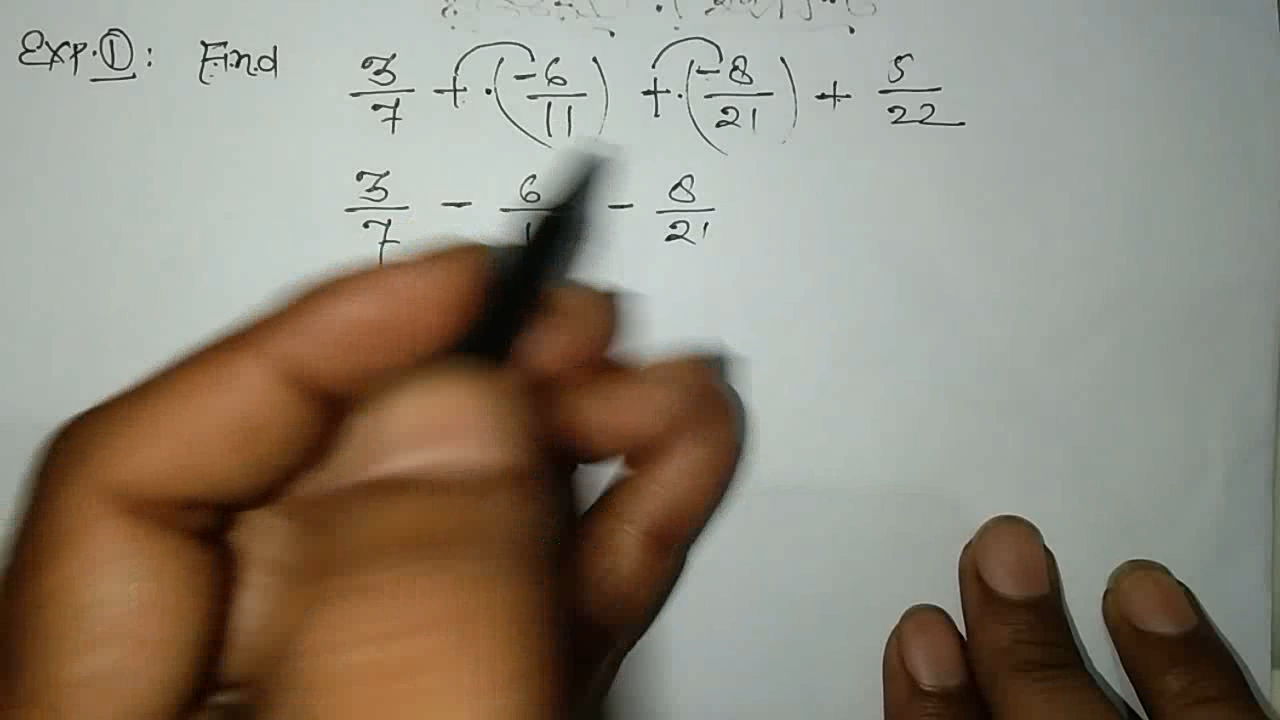 Exp.①: Find 3/7 + (-6/11) + (-8/21) + 5/22
3/7 - 6/ - 8/21